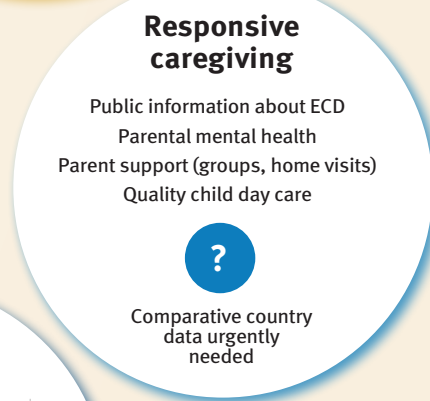 Responsive
caregiving
Public information about ECD
Parental mental health
Parent support (groups, home visits)
Quality child day care
?
Comparative country
data urgently
needed